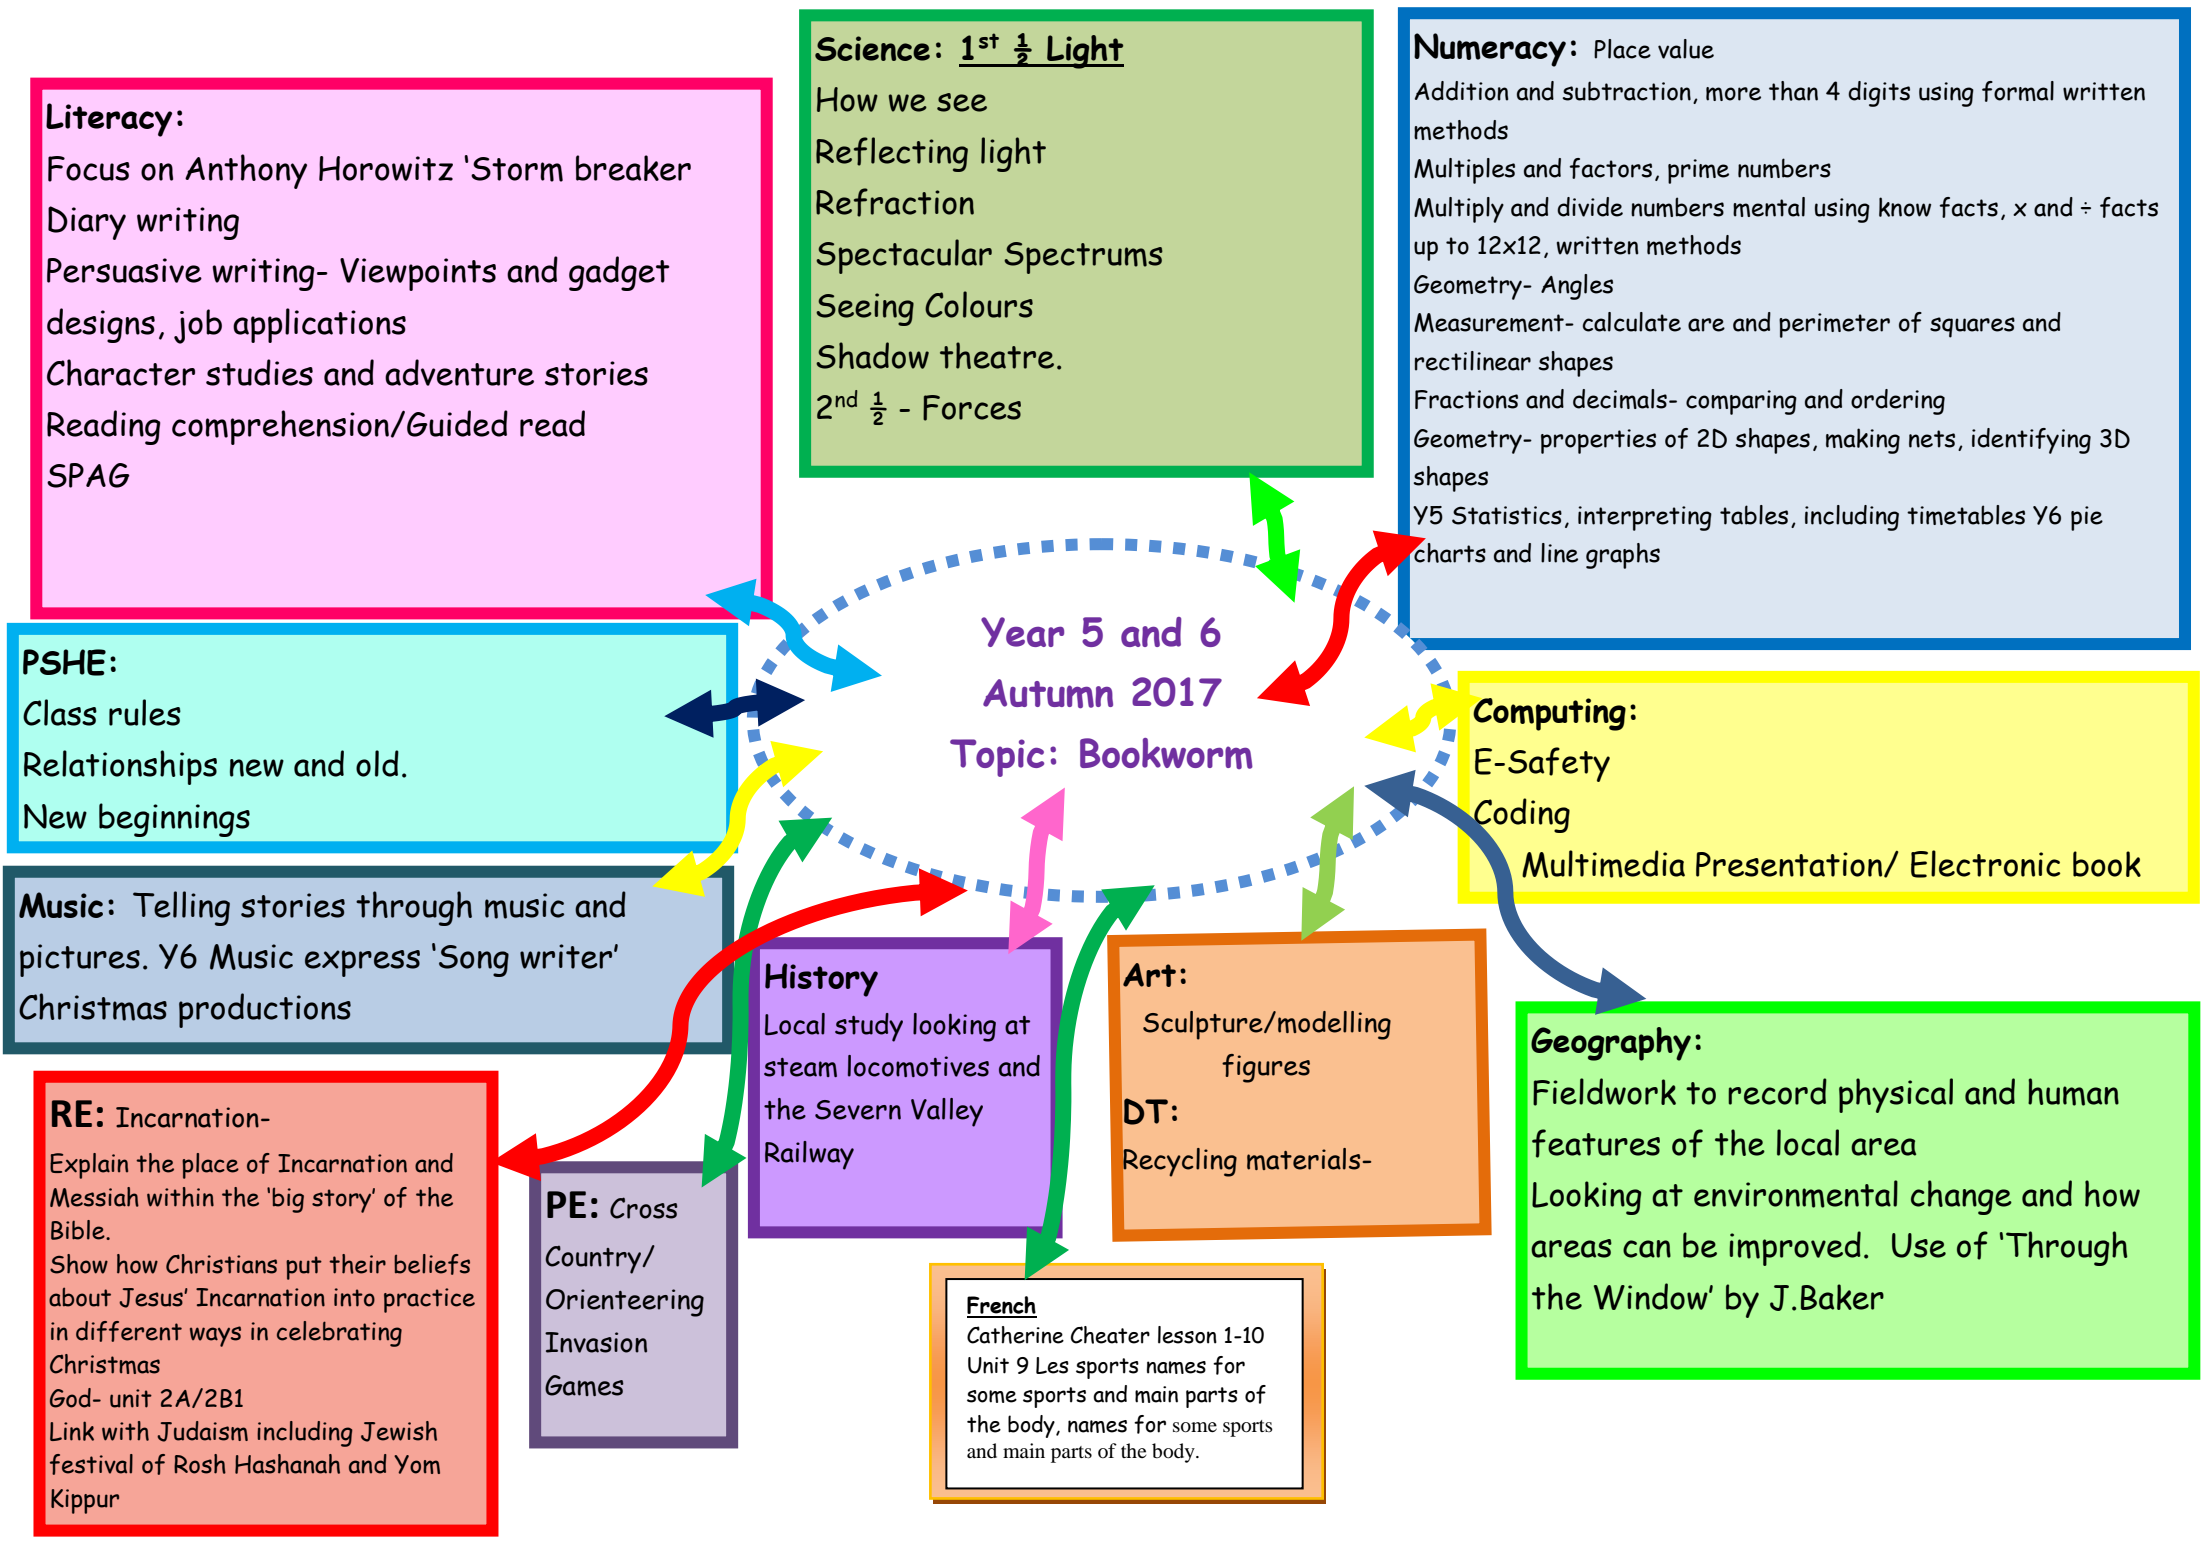 Literacy:
Focus on Anthony Horowitz ‘Storm breaker
Diary writing
Persuasive writing- Viewpoints and gadget
designs, job applications
Character studies and adventure stories
Reading comprehension/Guided read
SPAG
Science: 1st ½ Light
How we see
Reflecting light
Refraction
Spectacular Spectrums
Seeing Colours
Shadow theatre.
2nd ½ - Forces
Numeracy: Place value
Addition and subtraction, more than 4 digits using formal written
methods
Multiples and factors, prime numbers
Multiply and divide numbers mental using know facts, x and ÷ facts
up to 12x12, written methods
Geometry- Angles
Measurement- calculate are and perimeter of squares and
rectilinear shapes
Fractions and decimals- comparing and ordering
Geometry- properties of 2D shapes, making nets, identifying 3D
shapes
Y5 Statistics, interpreting tables, including timetables Y6 pie
charts and line graphs
Year 5 and 6
Autumn 2017
Topic: Bookworm
PSHE:
Class rules
Relationships new and old.
New beginnings
Computing:
E-Safety
Coding
Multimedia Presentation/ Electronic book
Music: Telling stories through music and
pictures. Y6 Music express ‘Song writer’
Christmas productions
History
Local study looking at
steam locomotives and
the Severn Valley
Railway
Art:
Sculpture/modelling
figures
DT:
Recycling materials-
Geography:
Fieldwork to record physical and human
features of the local area
Looking at environmental change and how
areas can be improved. Use of ‘Through
the Window’ by J.Baker
RE: Incarnation-
Explain the place of Incarnation and
Messiah within the ‘big story’ of the
Bible.
Show how Christians put their beliefs
about Jesus’ Incarnation into practice
in different ways in celebrating
Christmas
God- unit 2A/2B1
Link with Judaism including Jewish
festival of Rosh Hashanah and Yom
Kippur
PE: Cross
Country/
Orienteering
Invasion
Games
French
Catherine Cheater lesson 1-10
Unit 9 Les sports names for
some sports and main parts of
the body, names for some sports
and main parts of the body.